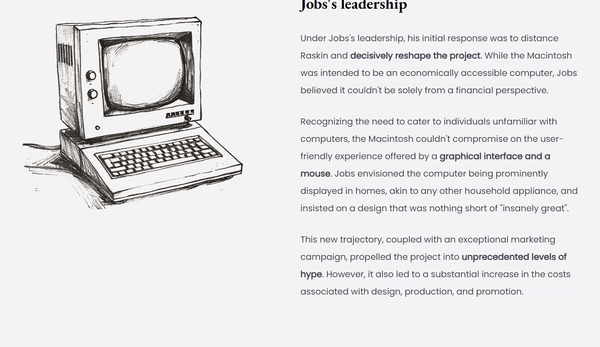 Jobs's leadership
Under Jobs's leadership, his initial response was to distance
Raskin and decisively reshape the project. While the Macintosh
was intended to be an economically accessible computer, Jobs
believed it couldn't be solely from a financial perspective.
Recognizing the need to cater to individuals unfamiliar with
computers, the Macintosh couldn't compromise on the user-
friendly experience offered by a graphical interface and a
mouse. Jobs envisioned the computer being prominently
displayed in homes, akin to any other household appliance, and
insisted on a design that was nothing short of "insanely great".
This new trajectory, coupled with an exceptional marketing
campaign, propelled the project into unprecedented levels of
hype. However, it also led to a substantial increase in the costs
associated with design, production, and promotion.